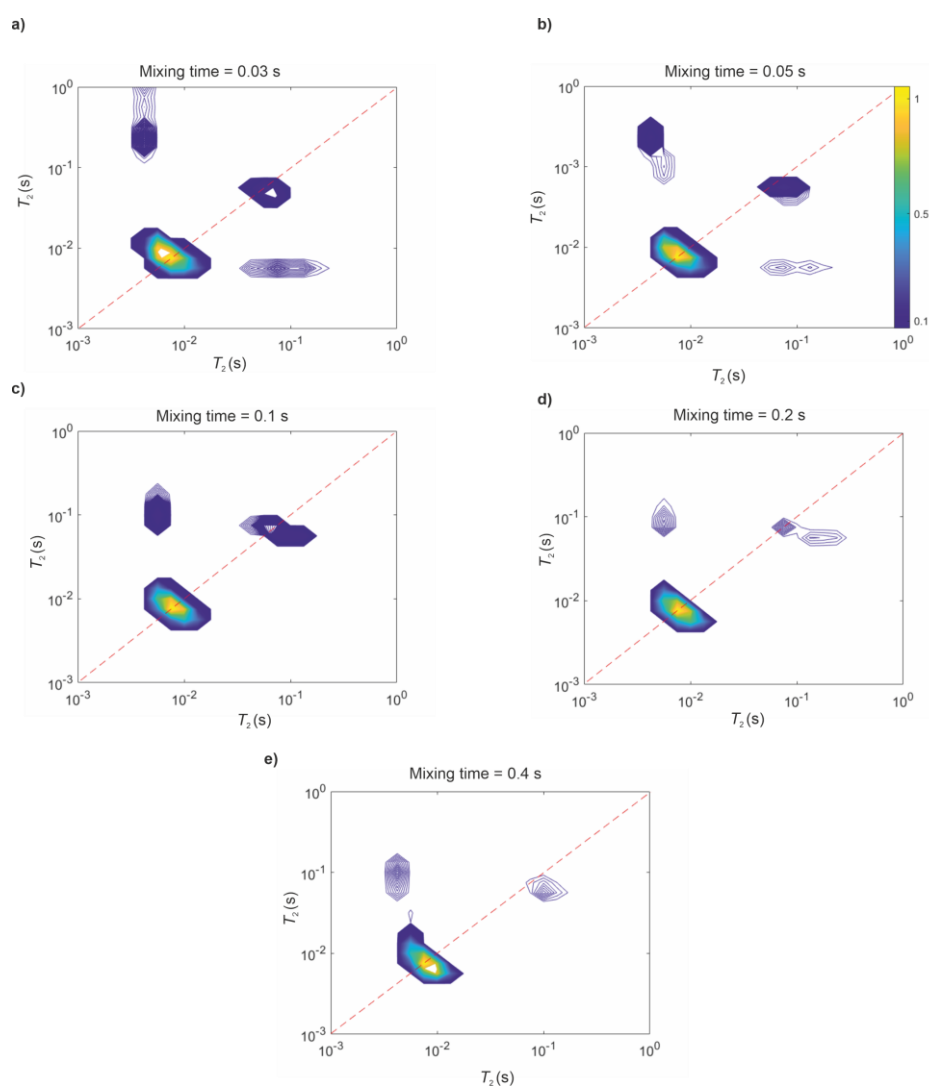 a)
Mixing time = 0.03 s
10⁰
10⁻¹
T₂(s)
10⁻²
10⁻³
10⁻³ 10⁻² 10⁻¹ 10⁰
T₂(s)
b)
Mixing time = 0.05 s
10⁰
10⁻³
T₂(s)
10⁻²
10⁻³
10⁻³ 10⁻² 10⁻¹ 10⁰
T₂(s)
1
0.5
0.1
c)
Mixing time = 0.1 s
10⁰
10⁻¹
T₂(s)
10⁻²
10⁻³
10⁻³ 10⁻² 10⁻¹ 10⁰
T₂(s)
d)
Mixing time = 0.2 s
10⁰
10⁻¹
T₂(s)
10⁻²
10⁻³
10⁻³ 10⁻² 10⁻¹ 10⁰
T₂(s)
e)
Mixing time = 0.4 s
10⁰
10⁻¹
T₂(s)
10⁻²
10⁻³
10⁻³ 10⁻² 10⁻¹ 10⁰
T₂(s)